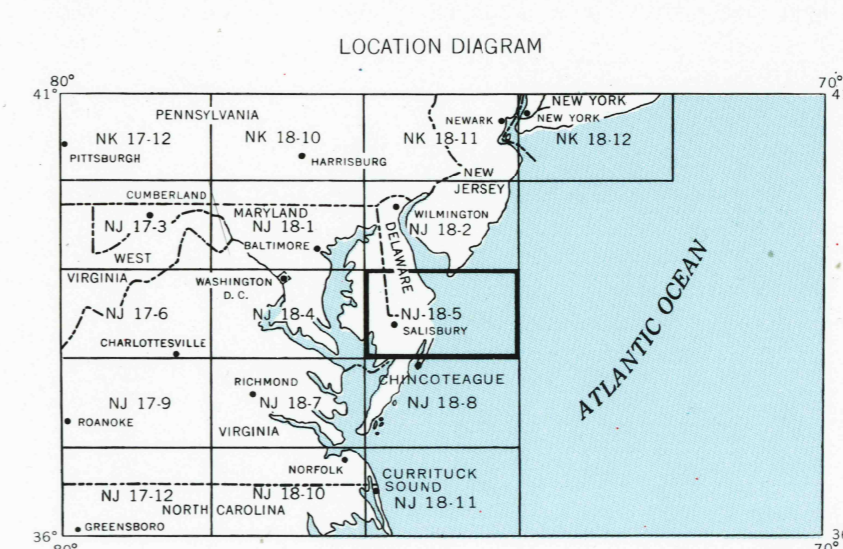 LOCATION DIAGRAM
80°
70°
41°
4
PENNSYLVANIA
NEW YORK
NEWARK
NEW YORK
NK 17-12
NK 18-10
NK 18-11
NK 18-12
PITTSBURGH
HARRISBURG
NEW
JERSEY
CUMBERLAND
MARYLAND
WILMINGTON
NJ 17-3
NJ 18-1
NJ 18-2
DELAWARE
BALTIMORE
WEST
VIRGINIA
WASHINGTON
D. C.
NJ 17-6
NJ 18-4
NJ-18-5
SALISBURY
CHARLOTTESVILLE
ATLANTIC OCEAN
CHINCOTEAGUE
RICHMOND
NJ 17-9
NJ 18-7
NJ 18-8
ROANOKE
VIRGINIA
NORFOLK
CURRITUCK
SOUND
NJ 17-12
NJ 18-10
NJ 18-11
NORTH CAROLINA
GREENSBORO
36°
3
80°
70°